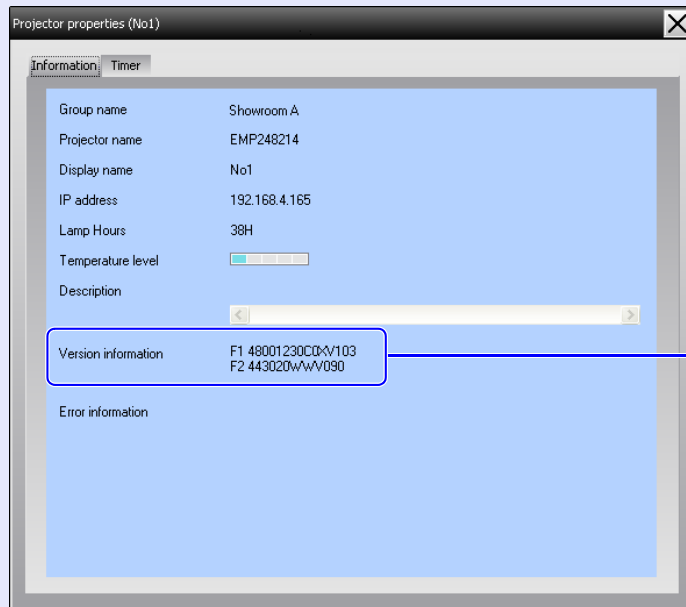 Projector properties (No1)
Information Timer
Group name Showroom A
Projector name EMP248214
Display name No1
IP address 192.168.4.165
Lamp Hours 38H
Temperature level
Description
Version information F1 48001230C0XV103
F2 443020WWV090
Error information